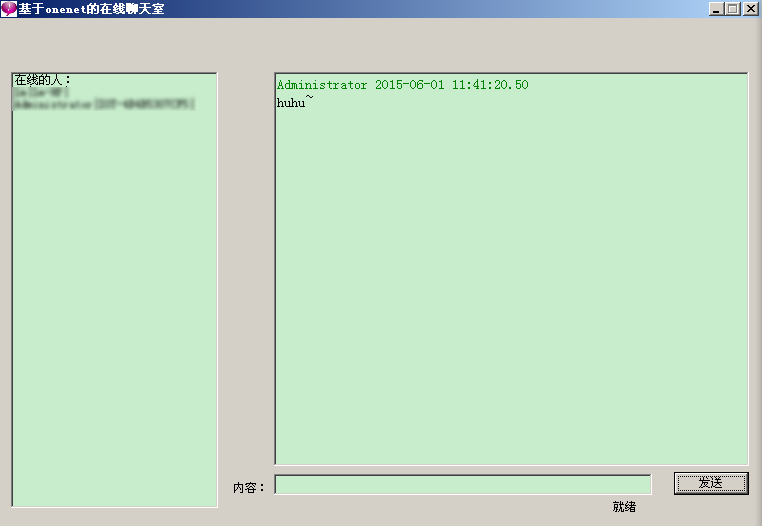 基于onenet的在线聊天室
在线的人：
Administrator 2015-06-01 11:41:20.50
huhu~
内容：
发送
就绪